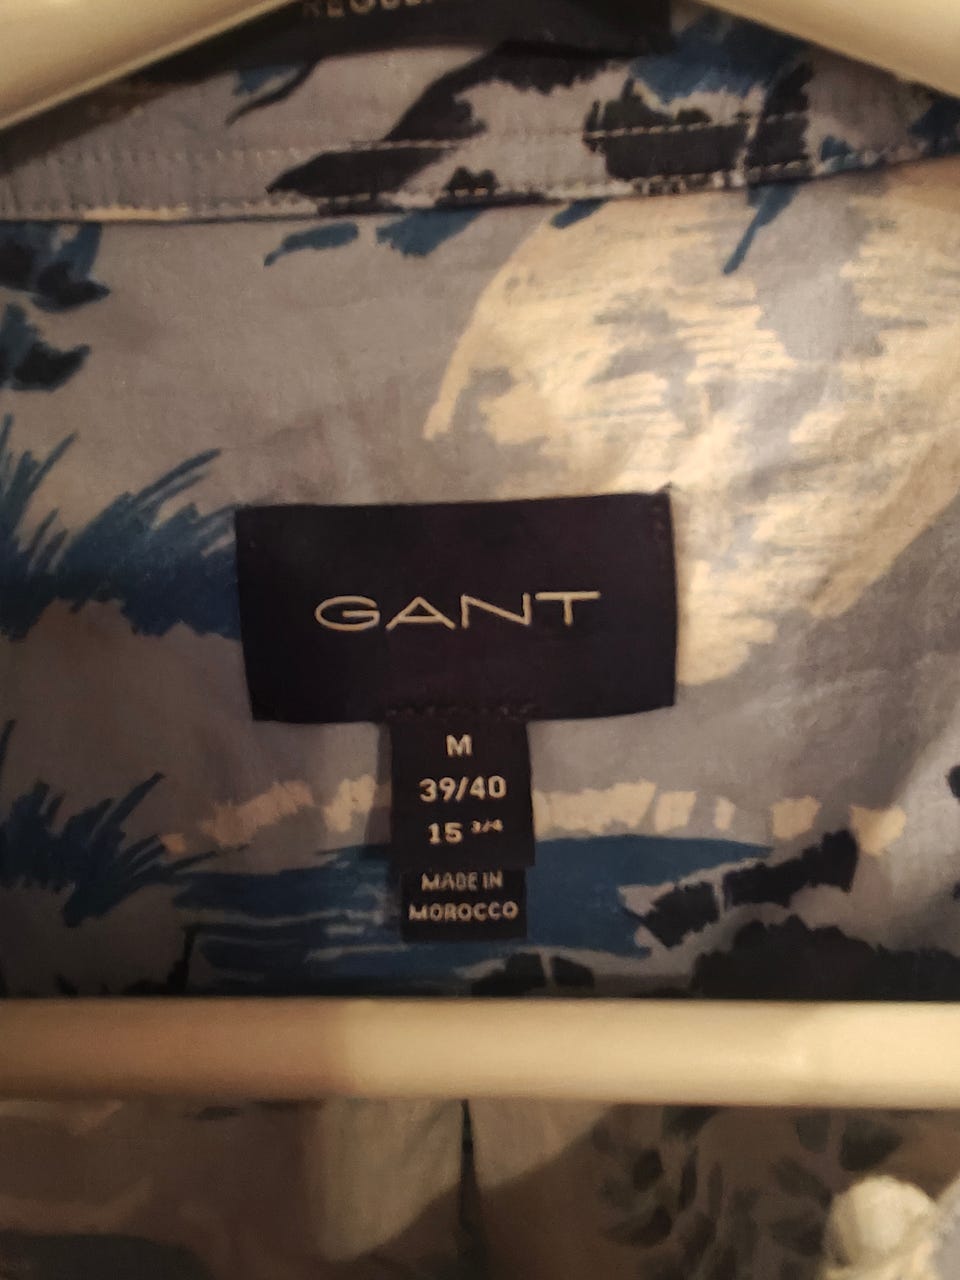 GANT
M
39/40
15 3/4
MADE IN
MOROCCO